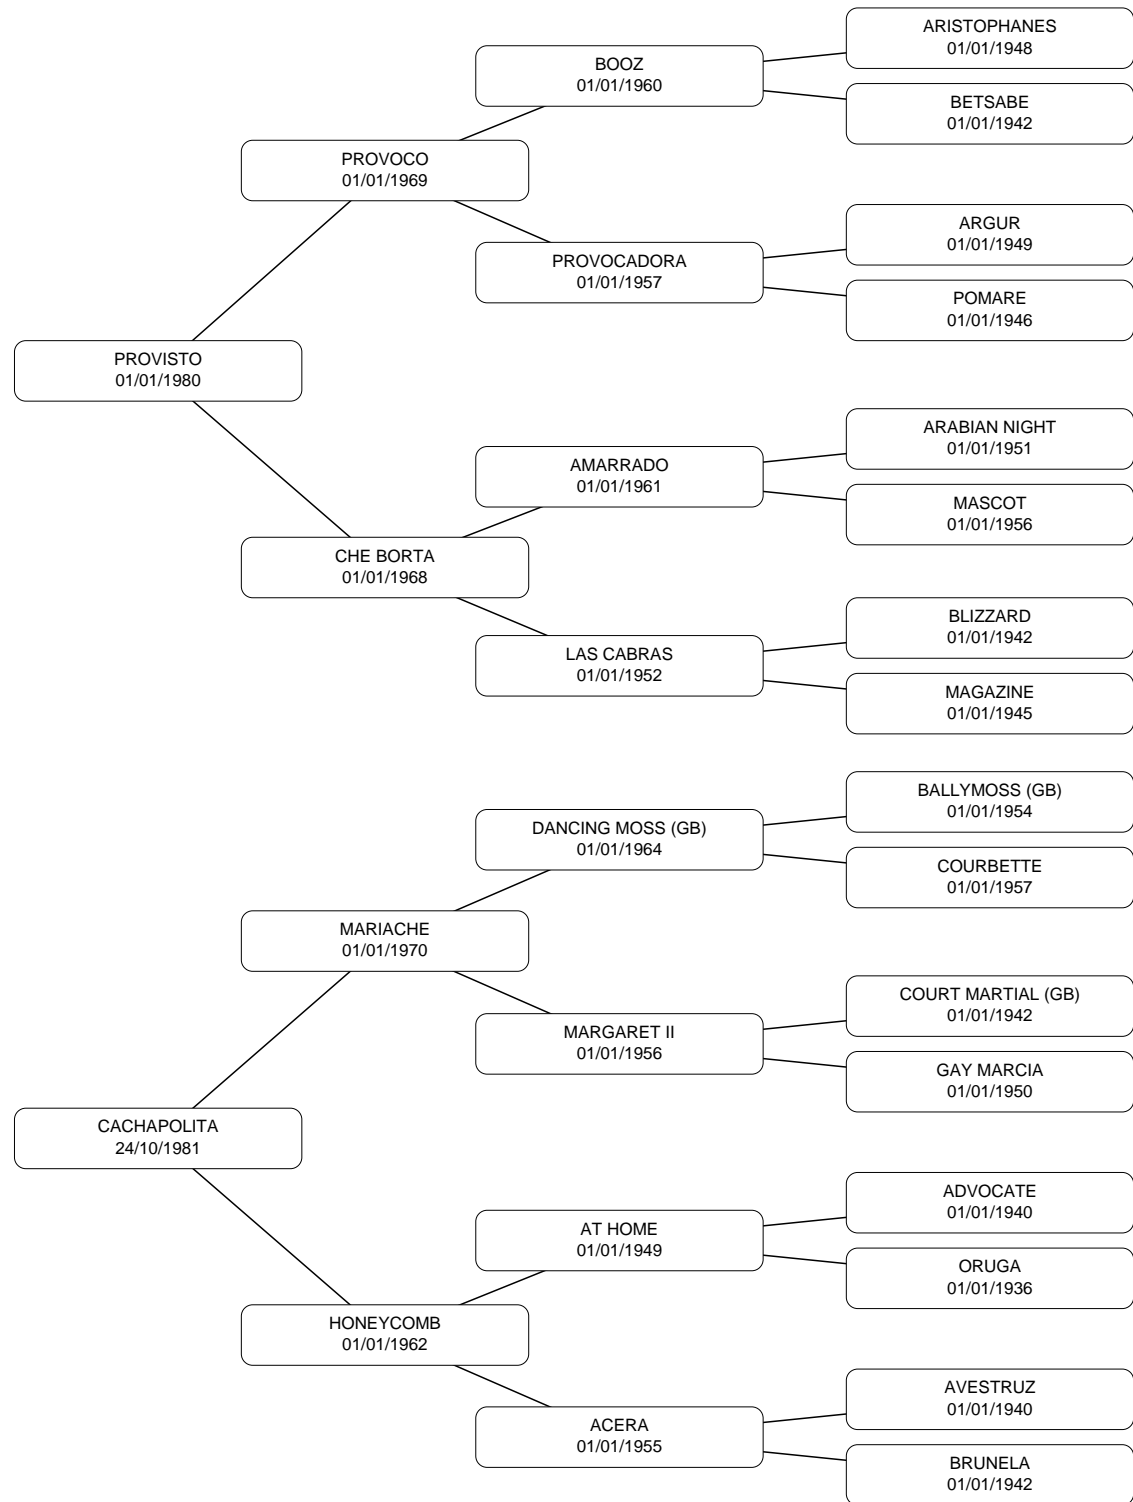 ARISTOPHANES
01/01/1948
BOOZ
01/01/1960
BETSABE
01/01/1942
PROVOCO
01/01/1969
ARGUR
01/01/1949
PROVOCADORA
01/01/1957
POMARE
01/01/1946
PROVISTO
01/01/1980
ARABIAN NIGHT
01/01/1951
AMARRADO
01/01/1961
MASCOT
01/01/1956
CHE BORTA
01/01/1968
BLIZZARD
01/01/1942
LAS CABRAS
01/01/1952
MAGAZINE
01/01/1945
BALLYMOSS (GB)
01/01/1954
DANCING MOSS (GB)
01/01/1964
COURBETTE
01/01/1957
MARIACHE
01/01/1970
COURT MARTIAL (GB)
01/01/1942
MARGARET II
01/01/1956
GAY MARCIA
01/01/1950
CACHAPOLITA
24/10/1981
ADVOCATE
01/01/1940
AT HOME
01/01/1949
ORUGA
01/01/1936
HONEYCOMB
01/01/1962
AVESTRUZ
01/01/1940
ACERA
01/01/1955
BRUNELA
01/01/1942